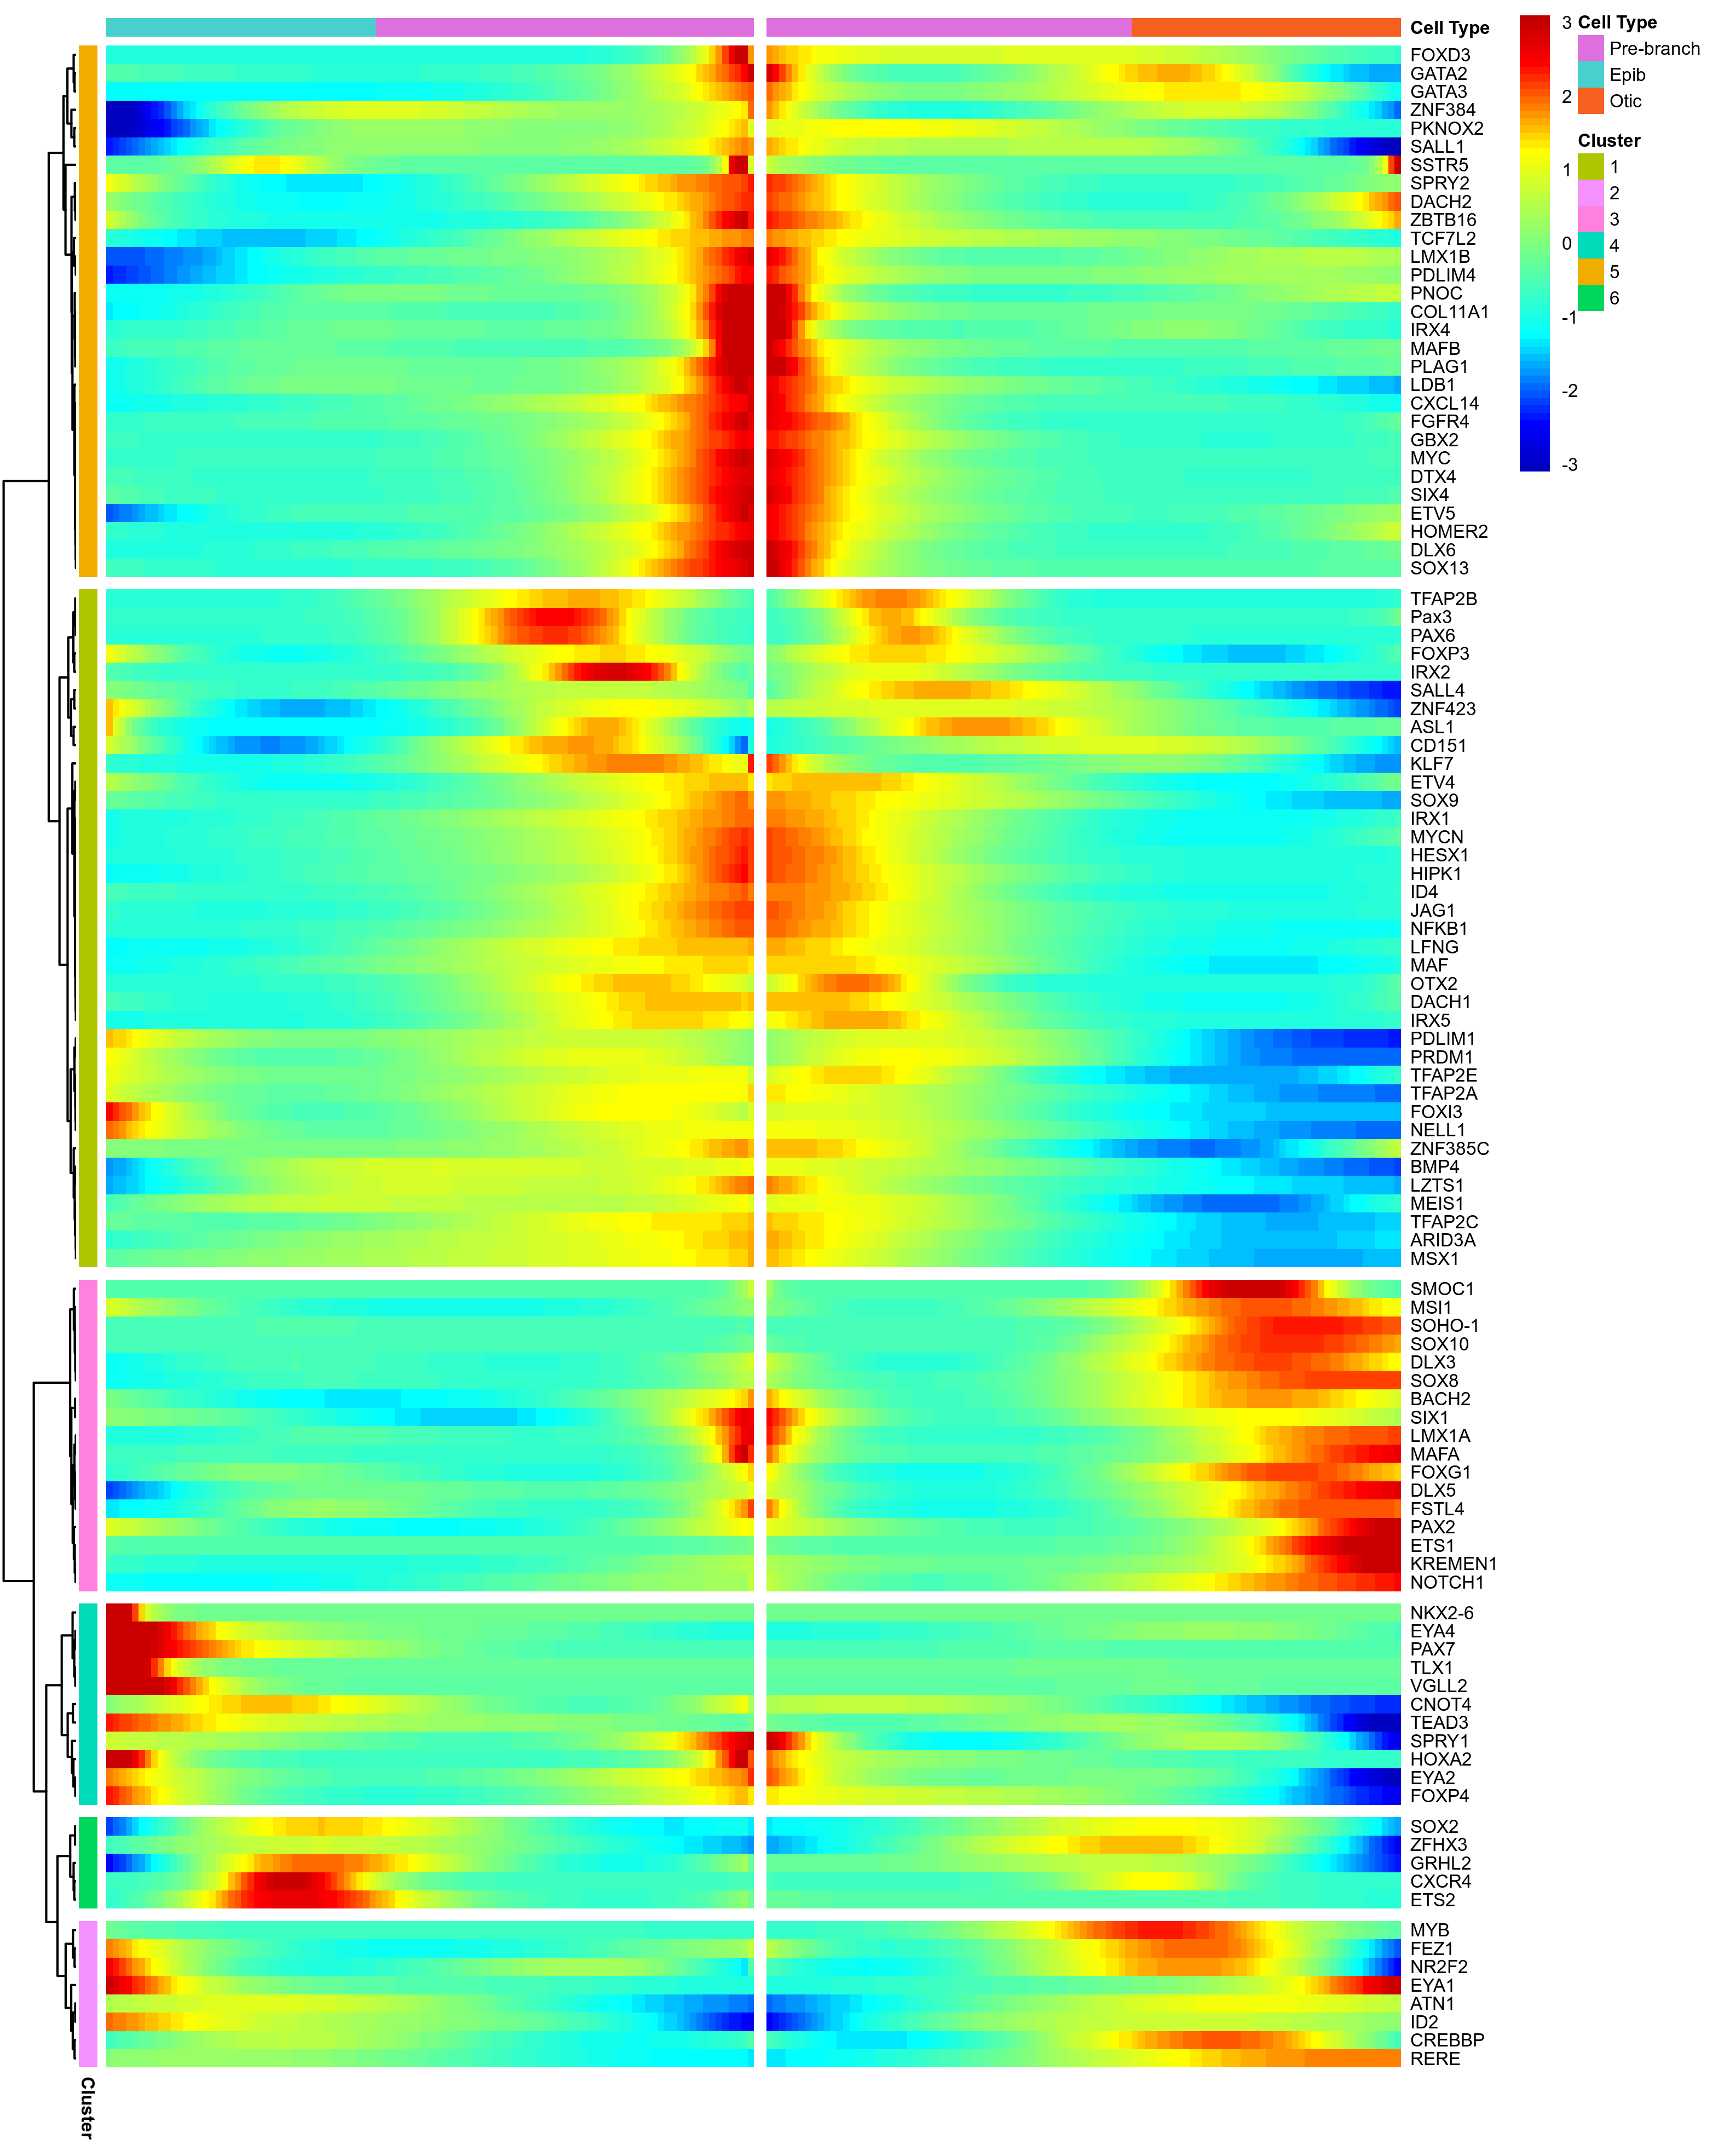 Cell Type
FOXD3
GATA2
GATA3
ZNF384
PKNOX2
SALL1
SSTR5
SPRY2
DACH2
ZBTB16
TCF7L2
LMX1B
PDLIM4
PNOC
COL11A1
IRX4
MAFB
PLAG1
LDB1
CXCL14
FGFR4
GBX2
MYC
DTX4
SIX4
ETV5
HOMER2
DLX6
SOX13
TFAP2B
Pax3
PAX6
FOXP3
IRX2
SALL4
ZNF423
ASL1
CD151
KLF7
ETV4
SOX9
IRX1
MYCN
HESX1
HIPK1
ID4
JAG1
NFKB1
LFNG
MAF
OTX2
DACH1
IRX5
PDLIM1
PRDM1
TFAP2E
TFAP2A
FOXI3
NELL1
ZNF385C
BMP4
LZTS1
MEIS1
TFAP2C
ARID3A
MSX1
SMOC1
MSI1
SOHO-1
SOX10
DLX3
SOX8
BACH2
SIX1
LMX1A
MAFA
FOXG1
DLX5
FSTL4
PAX2
ETS1
KREMEN1
NOTCH1
NKX2-6
EYA4
PAX7
TLX1
VGLL2
CNOT4
TEAD3
SPRY1
HOXA2
EYA2
FOXP4
SOX2
ZFHX3
GRHL2
CXCR4
ETS2
MYB
FEZ1
NR2F2
EYA1
ATN1
ID2
CREBBP
RERE
Cluster
3
2
1
0
-1
-2
-3
Cell Type
Pre-branch
Epib
Otic
Cluster
1
2
3
4
5
6